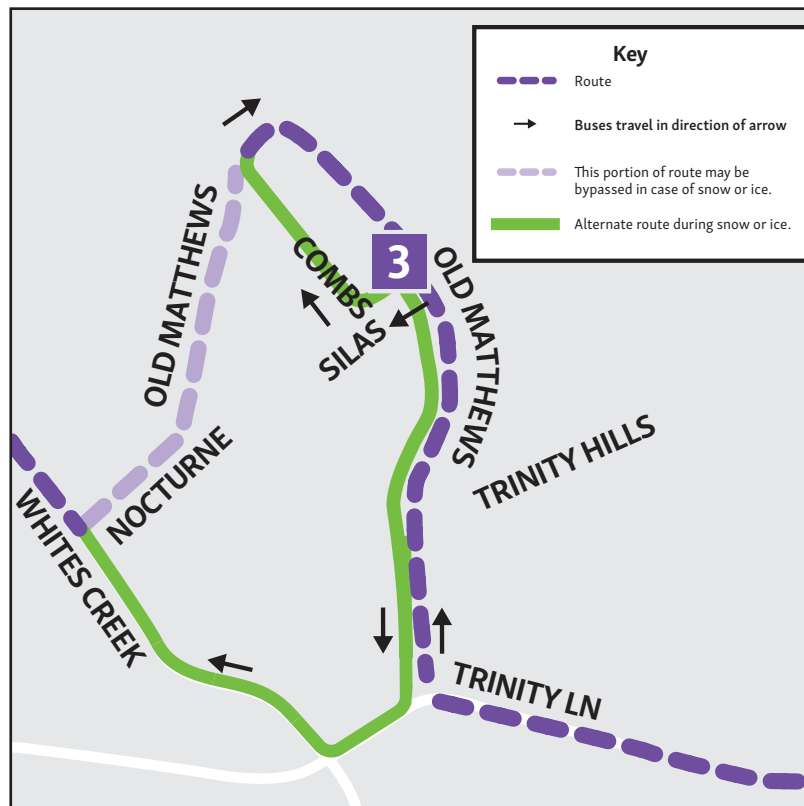 Key
Route
Buses travel in direction of arrow
This portion of route may be
bypassed in case of snow or ice.
Alternate route during snow or ice.
OLD MATTHEWS
COMBS
3
OLD MATTHEWS
SILAS
TRINITY HILLS
NOCTURNE
WHITES CREEK
TRINITY LN